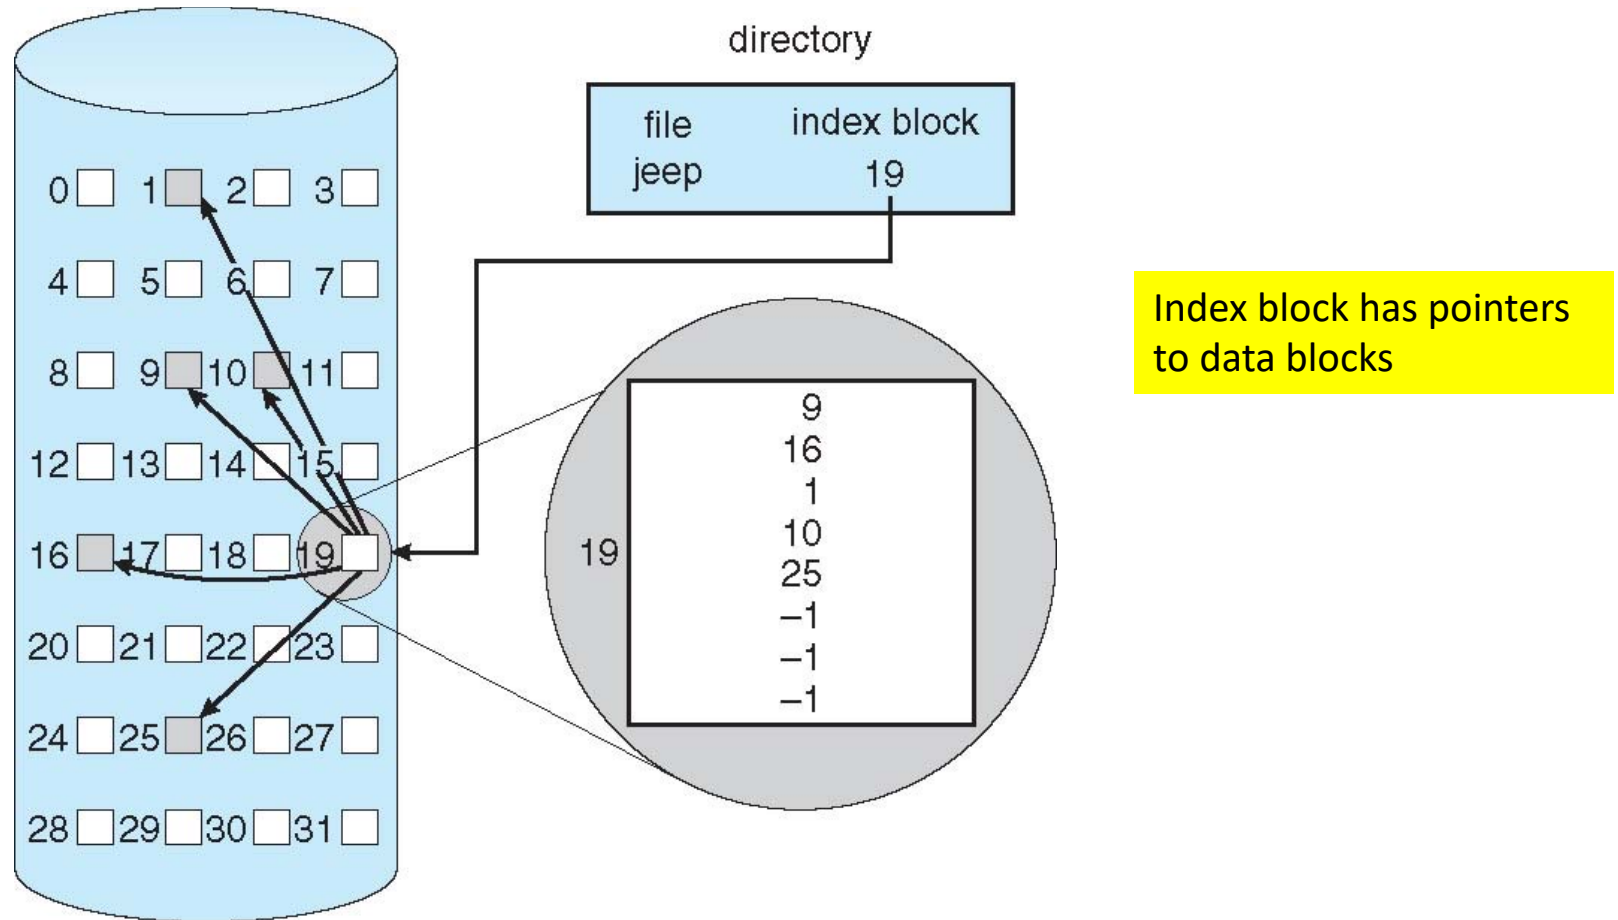 directory
file index block
jeep 19
0 1 2 3
4 5 6 7
8 9 10 11
12 13 14 15
16 17 18 19
20 21 22 23
24 25 26 27
28 29 30 31
19
9
16
1
10
25
–1
–1
–1
Index block has pointers
to data blocks